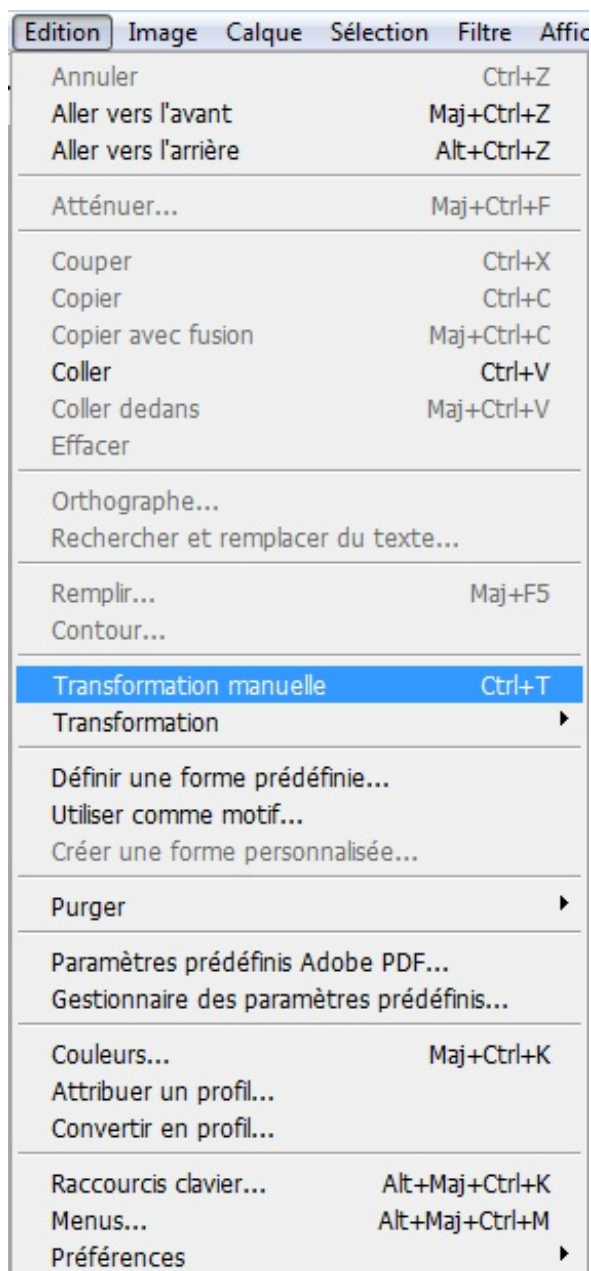 Edition Image Calque Sélection Filtre Affic
Annuler Ctrl+Z
Aller vers l'avant Maj+Ctrl+Z
Aller vers l'arrière Alt+Ctrl+Z
Atténuer... Maj+Ctrl+F
Couper Ctrl+X
Copier Ctrl+C
Copier avec fusion Maj+Ctrl+C
Coller Ctrl+V
Coller dedans Maj+Ctrl+V
Effacer
Orthographe...
Rechercher et remplacer du texte...
Remplir... Maj+F5
Contour...
Transformation manuelle Ctrl+T
Transformation
Définir une forme prédéfinie...
Utiliser comme motif...
Créer une forme personnalisée...
Purger
Paramètres prédéfinis Adobe PDF...
Gestionnaire des paramètres prédéfinis...
Couleurs... Maj+Ctrl+K
Attribuer un profil...
Convertir en profil...
Raccourcis clavier... Alt+Maj+Ctrl+K
Menus... Alt+Maj+Ctrl+M
Préférences